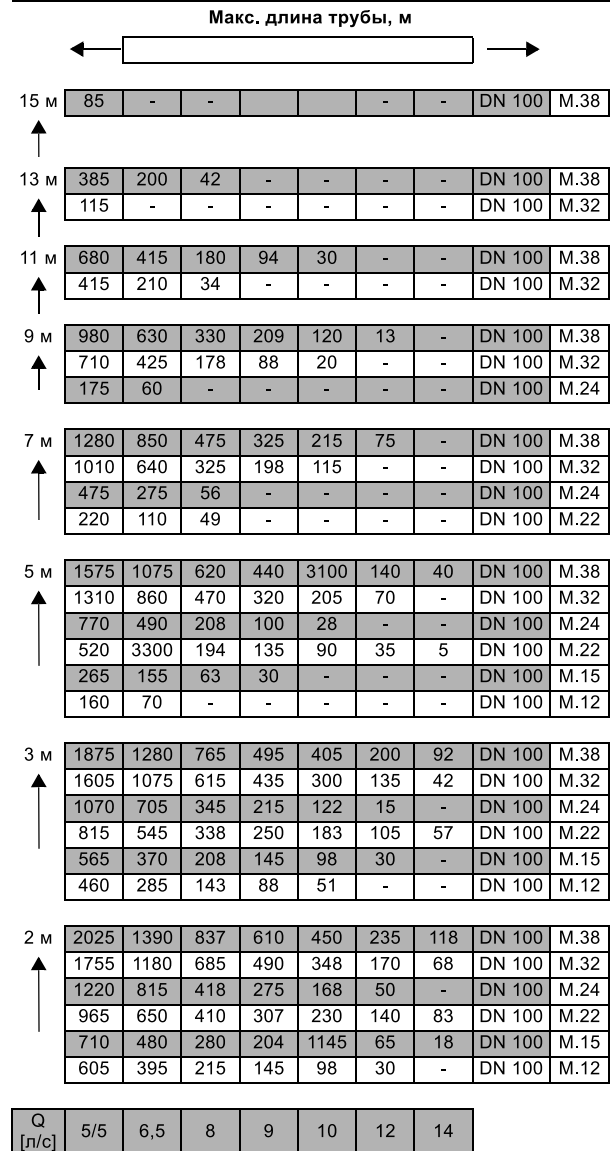 Макс. длина трубы, м
15 м 85 - - - - DN 100 M.38
13 м 385 200 42 - - - - DN 100 M.38
115 - - - - - - DN 100 M.32
11 м 680 415 180 94 30 - - DN 100 M.38
415 210 34 - - - - DN 100 M.32
9 м 980 630 330 209 120 13 - DN 100 M.38
710 425 178 88 20 - - DN 100 M.32
175 60 - - - - - DN 100 M.24
7 м 1280 850 475 325 215 75 - DN 100 M.38
1010 640 325 198 115 - - DN 100 M.32
475 275 56 - - - - DN 100 M.24
220 110 49 - - - - DN 100 M.22
5 м 1575 1075 620 440 3100 140 40 DN 100 M.38
1310 860 470 320 205 70 - DN 100 M.32
770 490 208 100 28 - - DN 100 M.24
520 3300 194 135 90 35 5 DN 100 M.22
265 155 63 30 - - - DN 100 M.15
160 70 - - - - - DN 100 M.12
3 м 1875 1280 765 495 405 200 92 DN 100 M.38
1605 1075 615 435 300 135 42 DN 100 M.32
1070 705 345 215 122 15 - DN 100 M.24
815 545 338 250 183 105 57 DN 100 M.22
565 370 208 145 98 30 - DN 100 M.15
460 285 143 88 51 - - DN 100 M.12
2 м 2025 1390 837 610 450 235 118 DN 100 M.38
1755 1180 685 490 348 170 68 DN 100 M.32
1220 815 418 275 168 50 - DN 100 M.24
965 650 410 307 230 140 83 DN 100 M.22
710 480 280 204 1145 65 18 DN 100 M.15
605 395 215 145 98 30 - DN 100 M.12
Q [л/с] 5/5 6,5 8 9 10 12 14